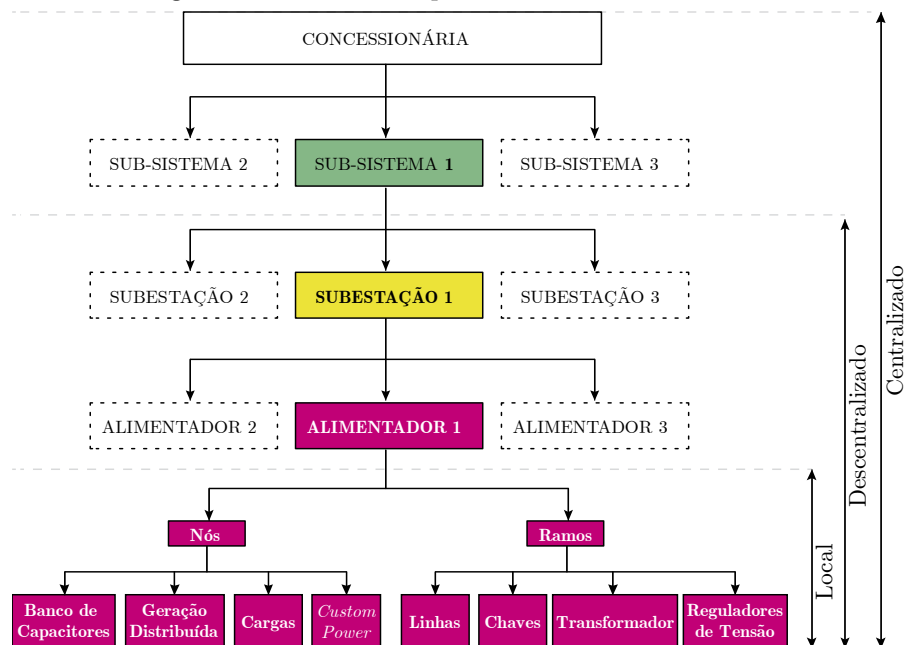 CONCESSIONÁRIA
SUB-SISTEMA 2
SUB-SISTEMA 1
SUB-SISTEMA 3
SUBESTAÇÃO 2
SUBESTAÇÃO 1
SUBESTAÇÃO 3
ALIMENTADOR 2
ALIMENTADOR 1
ALIMENTADOR 3
Nós
Ramos
Banco de
Capacitores
Geração
Distribuída
Cargas
Custom
Power
Linhas
Chaves
Transformador
Reguladores
de Tensão
Local
Descentralizado
Centralizado